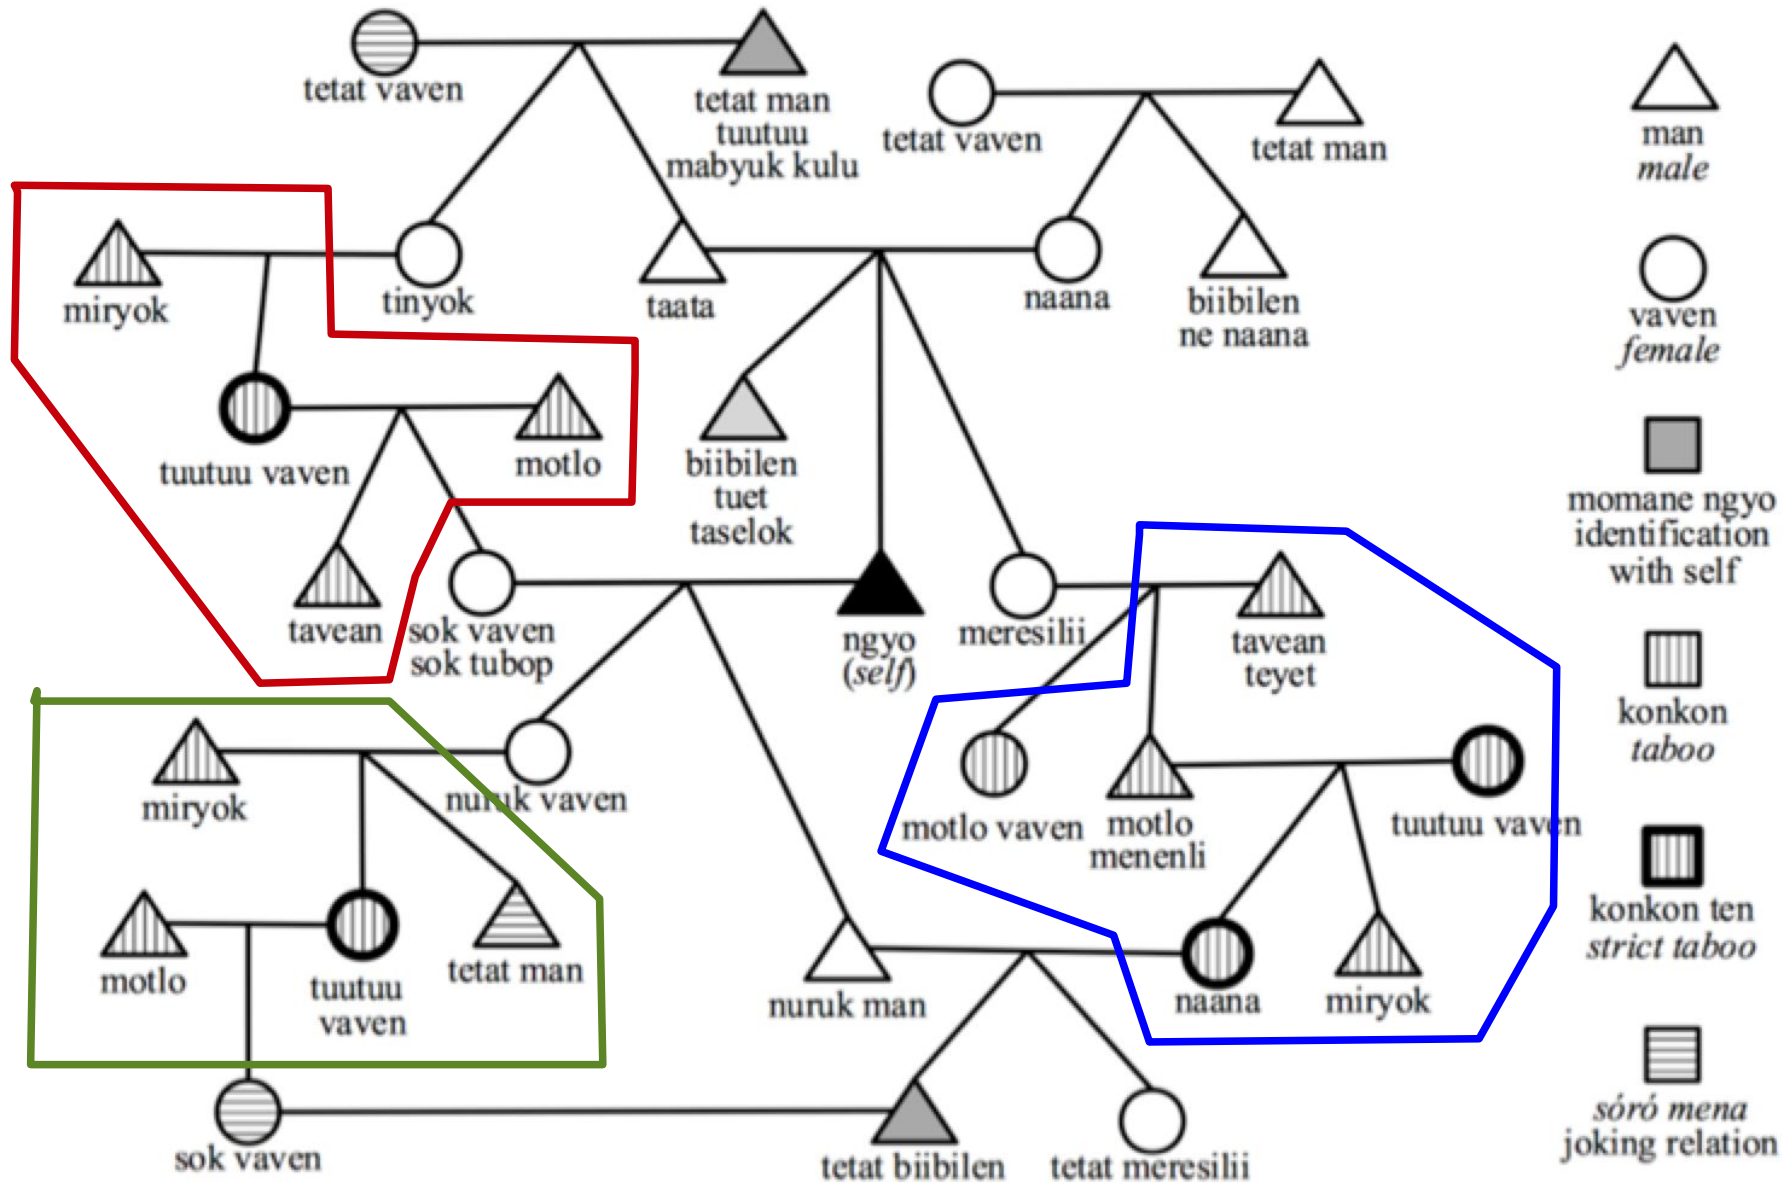 tetat vaven
tetat man
tuutuu
mabyuk kulu
tetat vaven
tetat man
man
male
miryok
tinyok
taata
naana
biibilen
ne naana
vaven
female
tuutuu vaven
motlo
biibilen
tuet
taselok
momane ngyo
identification
with self
tavean
sok vaven
sok tubop
ngyo
(self)
meresilii
tavean
teyet
konkon
taboo
miryok
nuruk vaven
motlo vaven
motlo
menenli
tuutuu vaven
konkon ten
strict taboo
motlo
tuutuu
vaven
tetat man
nuruk man
naana
miryok
sóró mena
joking relation
sok vaven
tetat biibilen
tetat meresilii